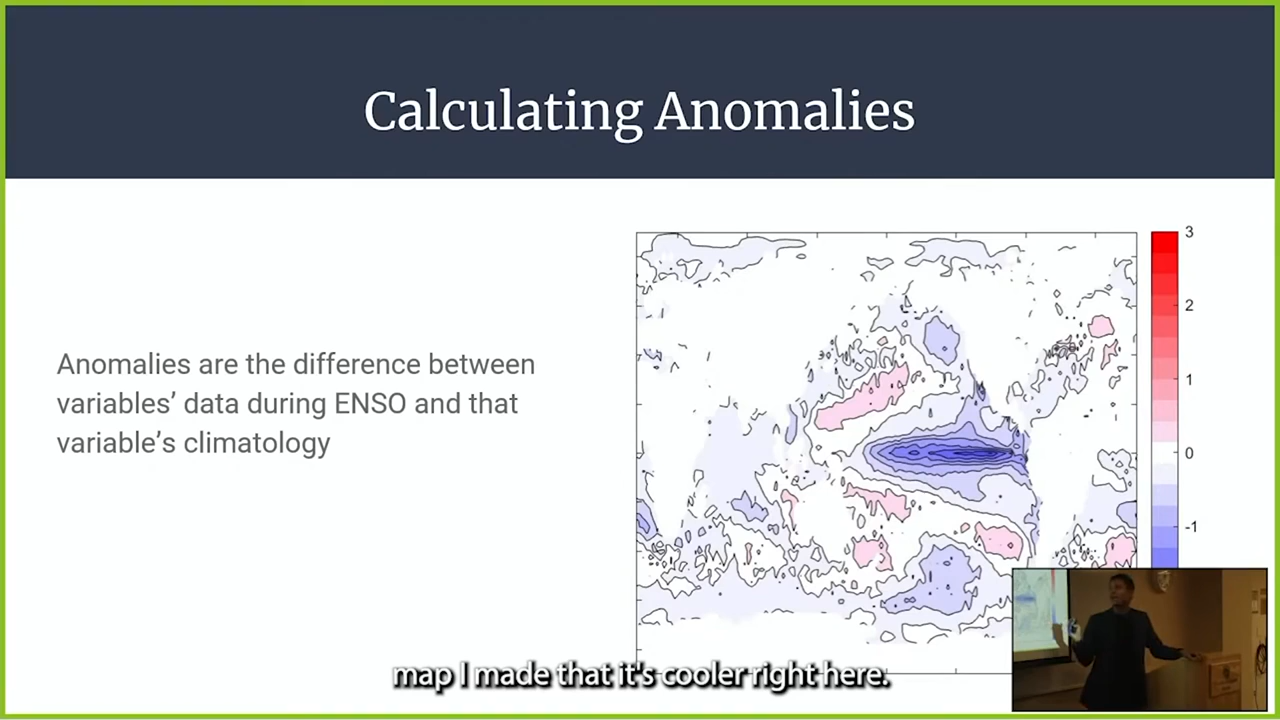 Calculating Anomalies
Anomalies are the difference between
variables’ data during ENSO and that
variable’s climatology
3
2
1
0
-1
map I made that it's cooler right here.